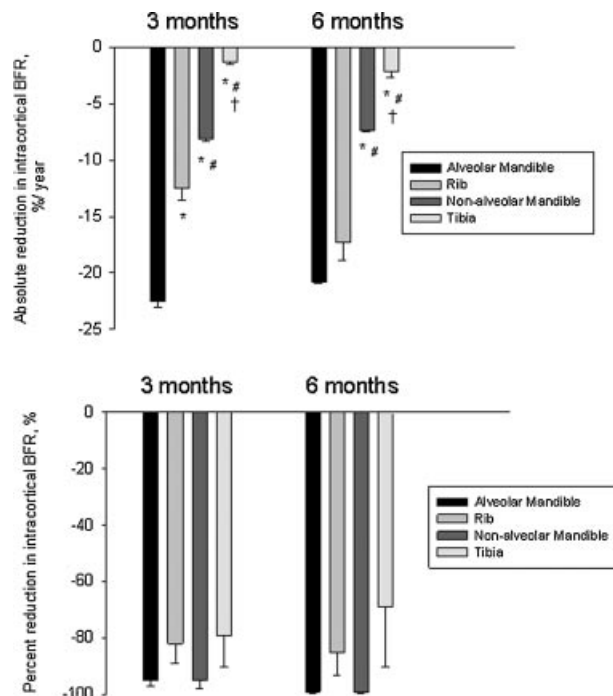 3 months 6 months
0
-5
-10
-15
-20
-25
Absolute reduction in intracortical BFR,
%/ year
* * # * # †
* # * # †
Alveolar Mandible
Rib
Non-alveolar Mandible
Tibia
3 months 6 months
0
-20
-40
-60
-80
-100
Percent reduction in intracortical BFR, %
Alveolar Mandible
Rib
Non-alveolar Mandible
Tibia